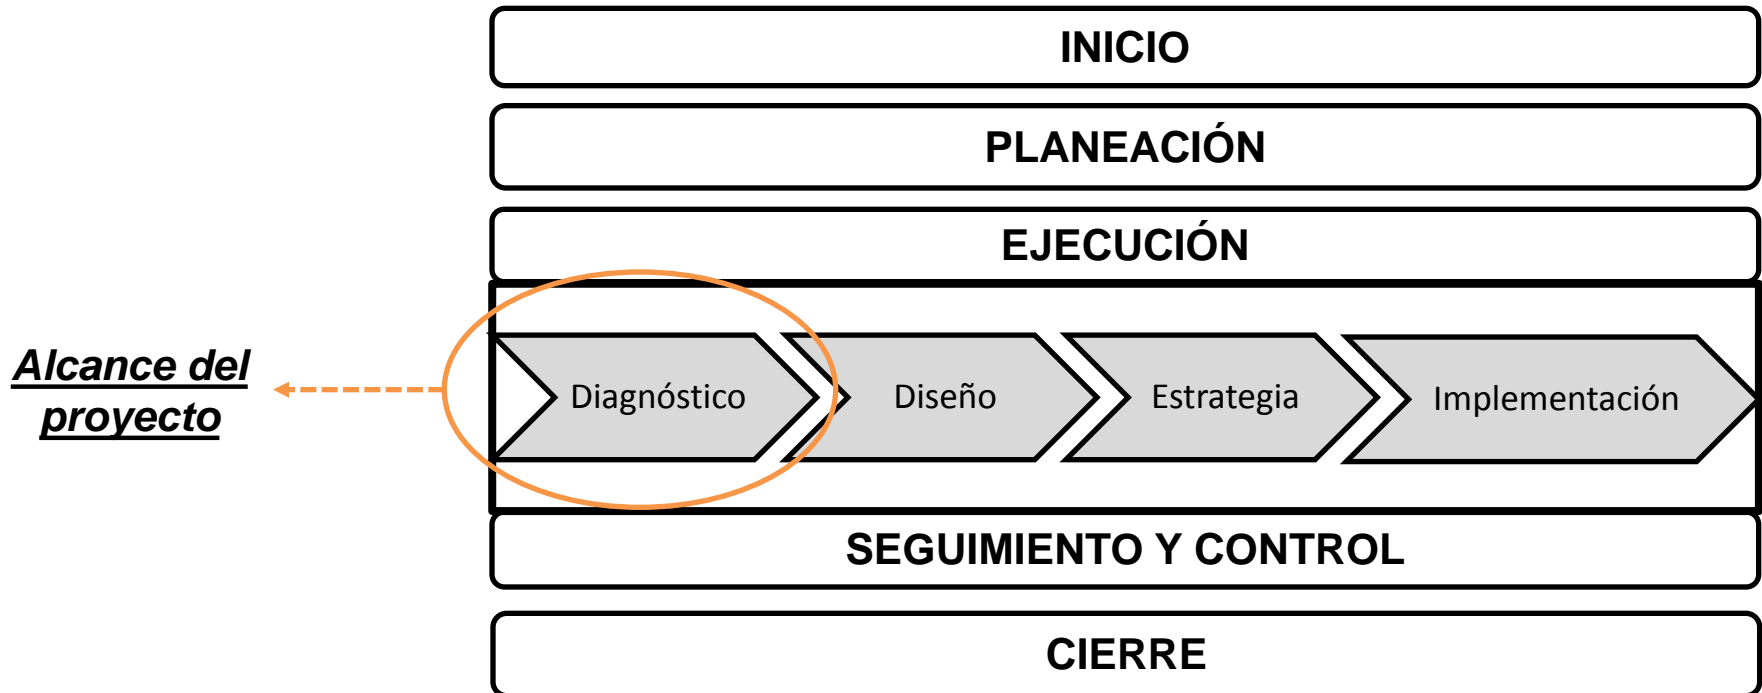 INICIO
PLANEACIÓN
EJECUCIÓN
Alcance del
proyecto
Diagnóstico
Diseño
Estrategia
Implementación
SEGUIMIENTO Y CONTROL
CIERRE